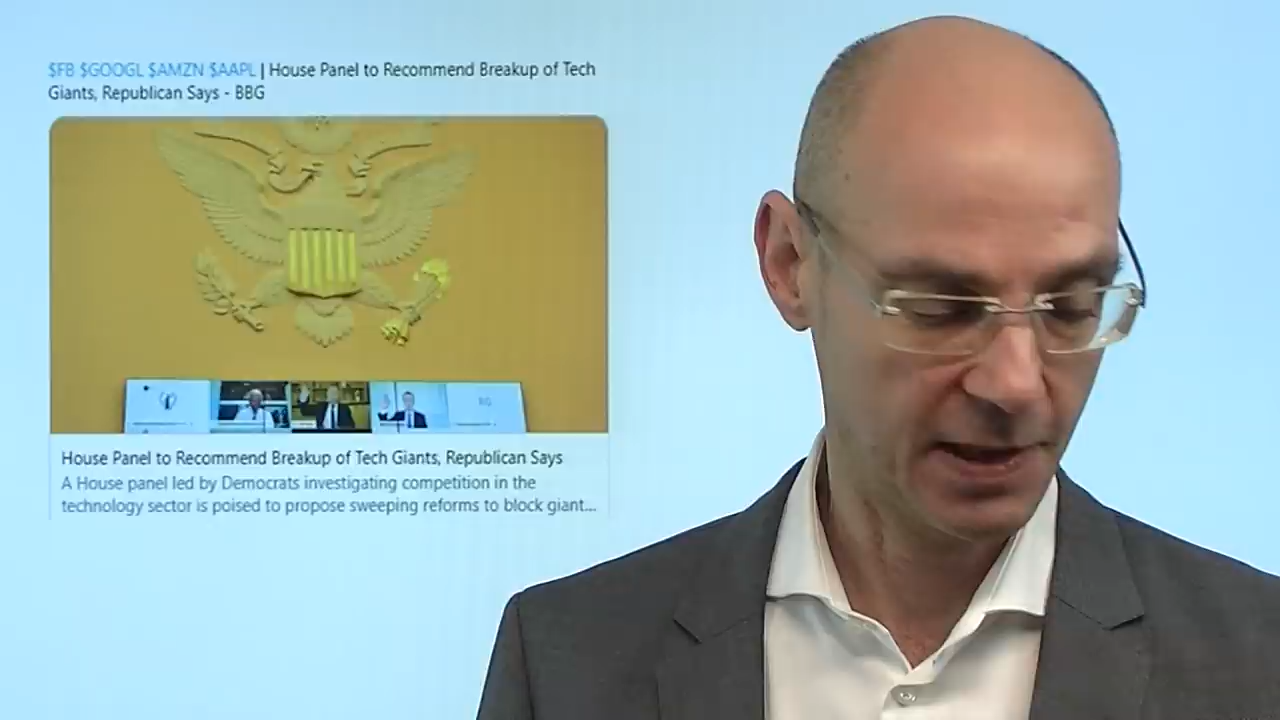 $FB $GOOGL $AMZN $AAPL | House Panel to Recommend Breakup of Tech
Giants, Republican Says - BBG
House Panel to Recommend Breakup of Tech Giants, Republican Says
A House panel led by Democrats investigating competition in the
technology sector is poised to propose sweeping reforms to block giant...